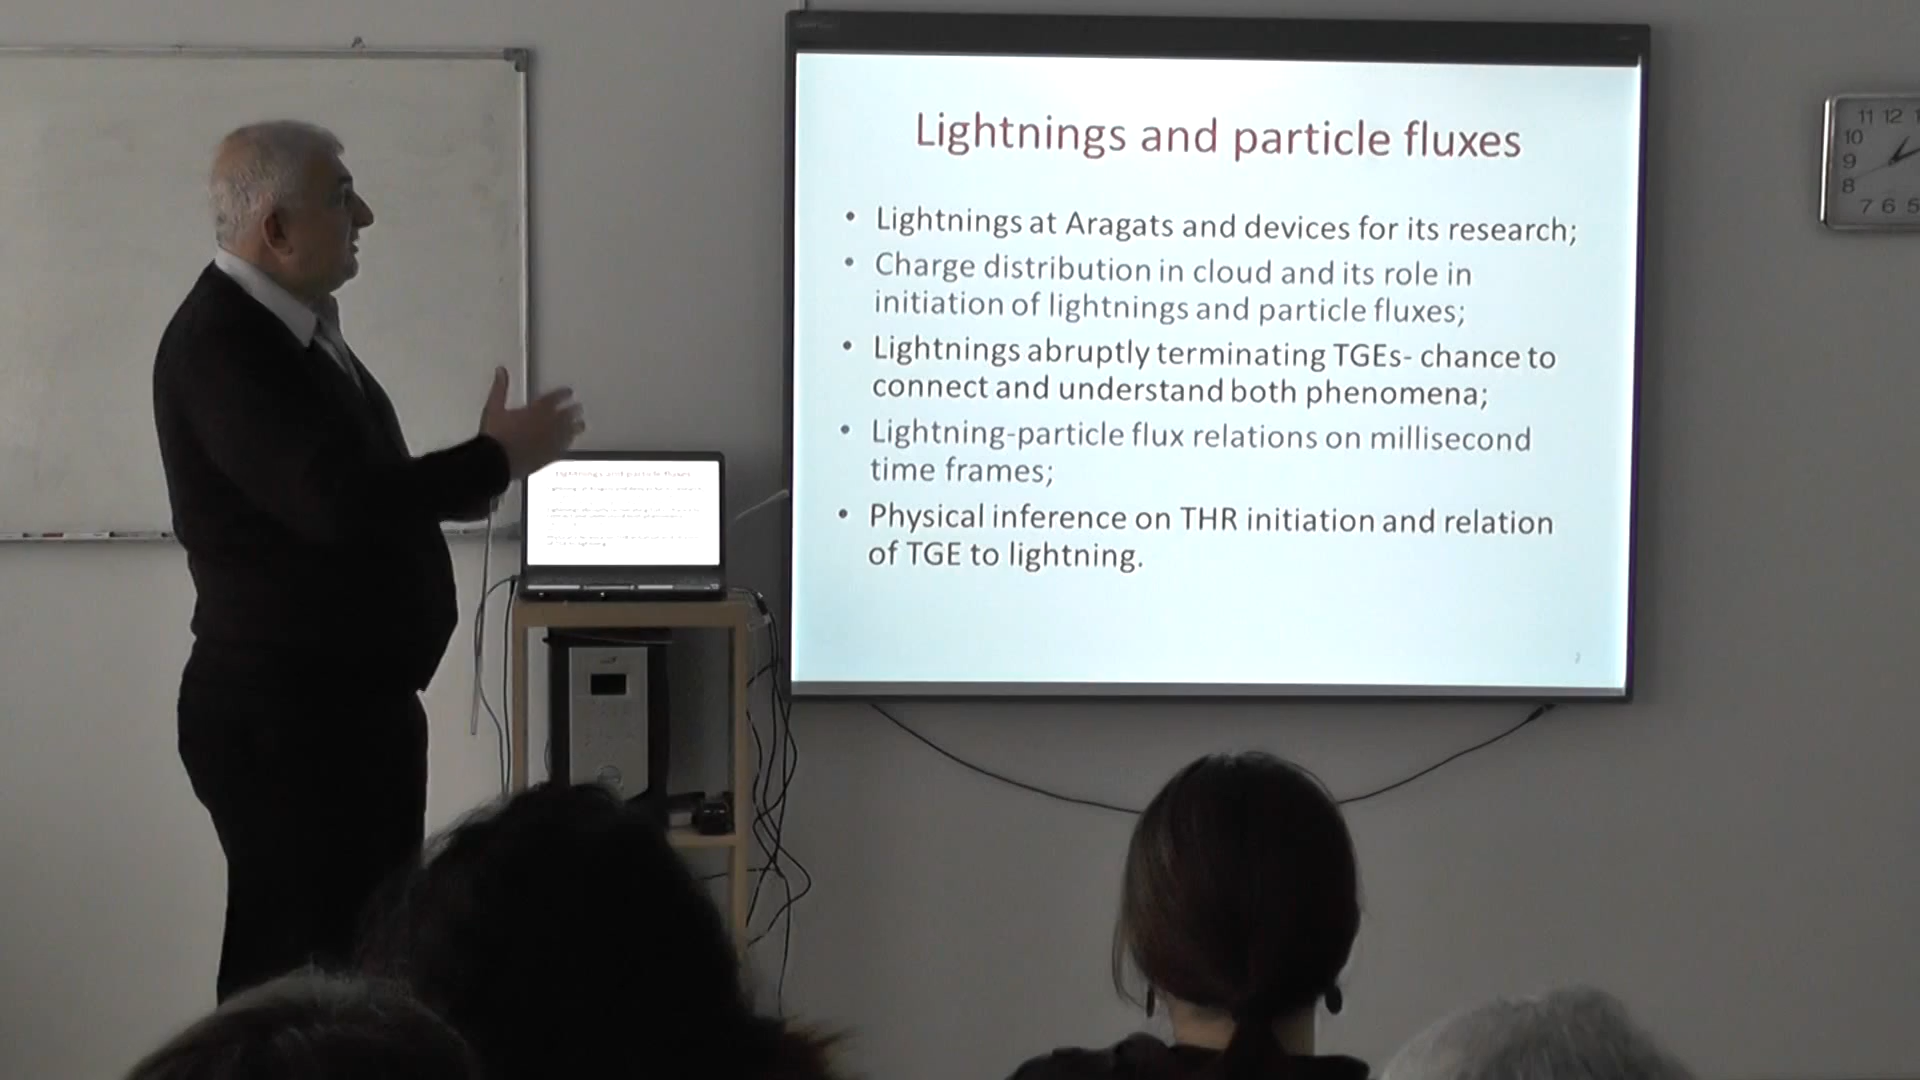 Lightnings and particle fluxes
• Lightnings at Aragats and devices for its research;
• Charge distribution in cloud and its role in
initiation of lightnings and particle fluxes;
• Lightnings abruptly terminating TGEs- chance to
connect and understand both phenomena;
• Lightning-particle flux relations on millisecond
time frames;
• Physical inference on THR initiation and relation
of TGE to lightning.
11 12 1
10
9
8
7 6 5